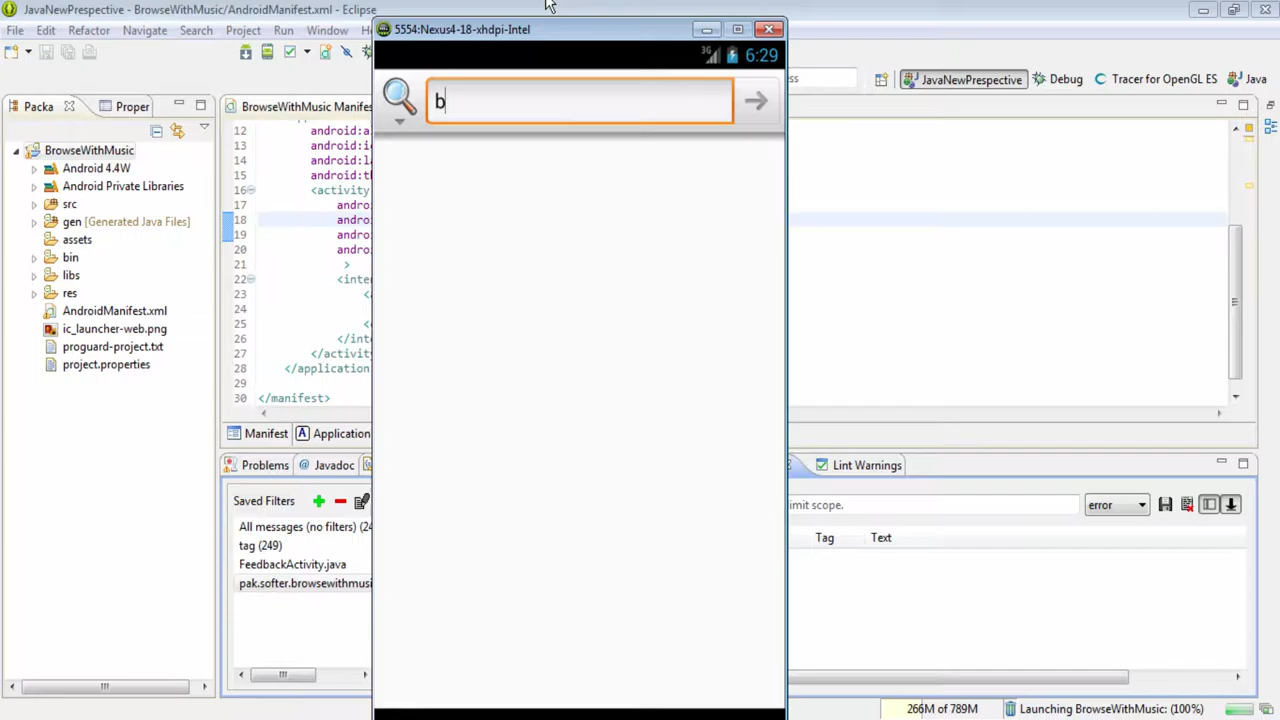 JavaNewPrespective - BrowseWithMusic/AndroidManifest.xml - Eclipse
File Edit Refactor Navigate Search Project Run Window
5554:Nexus4-18-xhdpi-Intel
3G 6:29
b
JavaNewPrespective Debug Tracer for OpenGL ES Java
Packa Proper
BrowseWithMusic
Android 4.4W
Android Private Libraries
src
gen [Generated Java Files]
assets
bin
libs
res
AndroidManifest.xml
ic_launcher-web.png
proguard-project.txt
project.properties
BrowseWithMusic Manifes
12 android:a
13 android:i
14 android:l
15 android:t
16 <activity
17 andro
18 andro
19 andro
20 andro
21 >
22 <inte
23 <a
24
25 <
26 </int
27 </activity
28 </application
29
30 </manifest>
Manifest A Application
Problems @ Javadoc
Lint Warnings
Saved Filters
All messages (no filters) (24
tag (249)
FeedbackActivity.java
pak.softer.browsewithmusi
imit scope. error
Tag Text
266M of 789M Launching BrowseWithMusic: (100%)